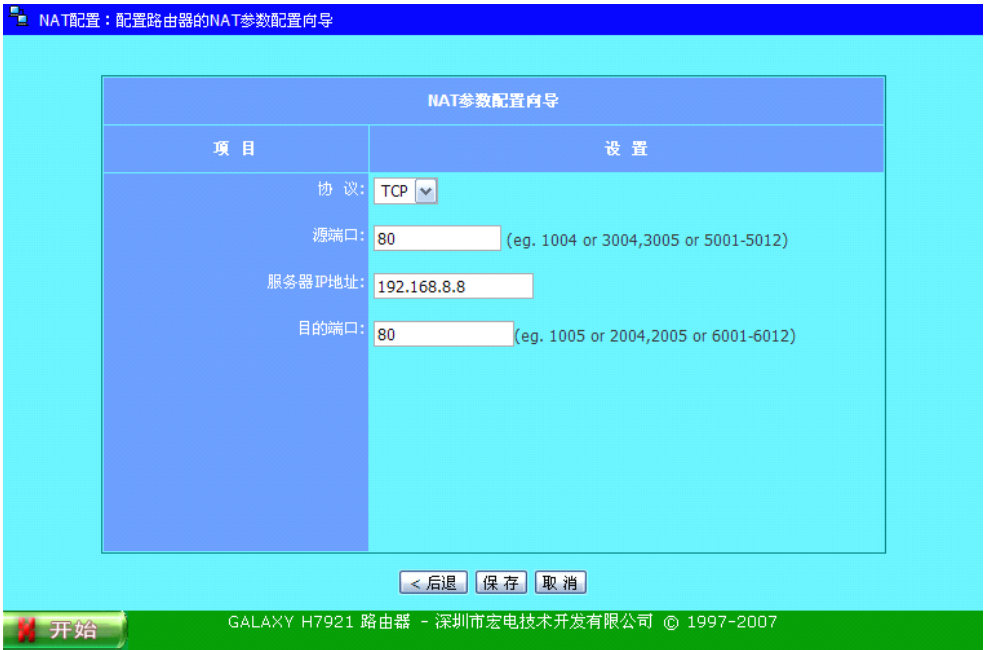 NAT配置：配置路由器的NAT参数配置向导
NAT参数配置向导
项 目 设 置
协 议: TCP
源端口: 80 (eg. 1004 or 3004,3005 or 5001-5012)
服务器IP地址: 192.168.8.8
目的端口: 80 (eg. 1005 or 2004,2005 or 6001-6012)
< 后退 保 存 取 消
开始 GALAXY H7921 路由器 - 深圳市宏电技术开发有限公司 © 1997-2007